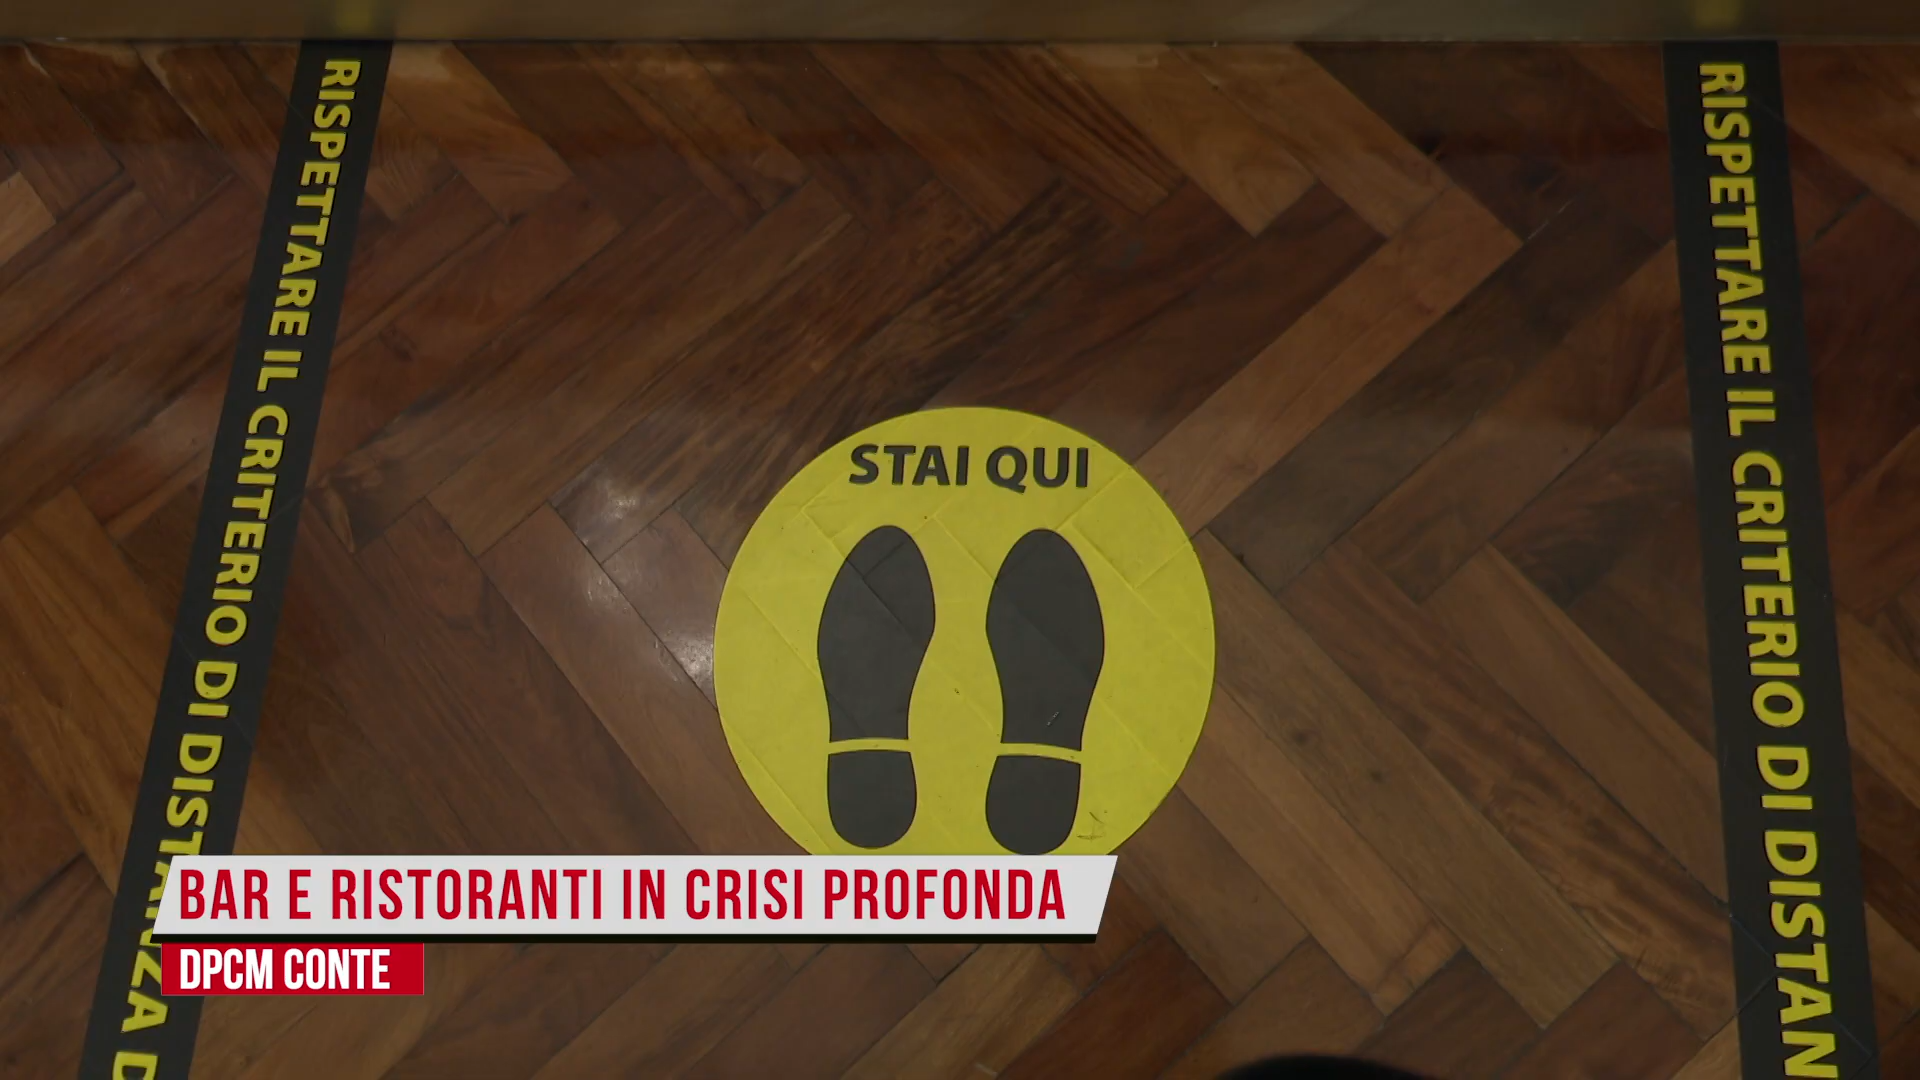 RISPETTARE IL CRITERIO DI DISTANZA D
RISPETTARE IL CRITERIO DI DISTAN
STAI QUI
BAR E RISTORANTI IN CRISI PROFONDA
DPCM CONTE